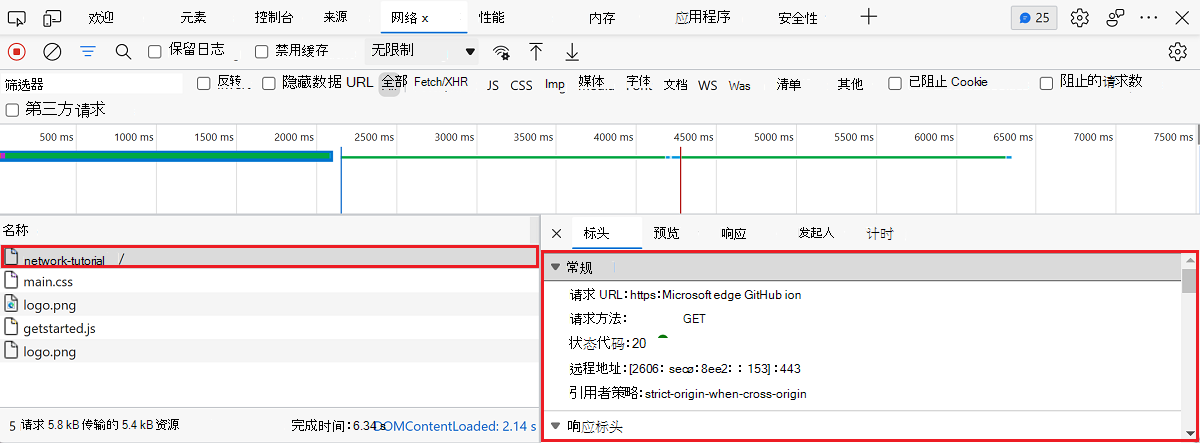 欢迎 元素 控制台 来源 网络 x 性能 内存 应用程序 安全性 25
保留日志 禁用缓存 无限制
筛选器 反转 隐藏数据 URL 全部 Fetch/XHR JS CSS Imp 媒体 字体 文档 WS Was 清单 其他 已阻止 Cookie 阻止的请求数
第三方请求
500 ms 1000 ms 1500 ms 2000 ms 2500 ms 3000 ms 3500 ms 4000 ms 4500 ms 5000 ms 5500 ms 6000 ms 6500 ms 7000 ms 7500 ms
名称
network-tutorial /
main.css
logo.png
getstarted.js
logo.png
5 请求 5.8 kB 传输的 5.4 kB 资源 完成时间:6.34 s DOMContentLoaded: 2.14 s
标头 预览 响应 发起人 计时
常规
请求 URL:https:Microsoft edge GitHub ion
请求方法: GET
状态代码:20
远程地址:[2606: :8ee2: : 153] :443
引用者策略:strict-origin-when-cross-origin
响应标头